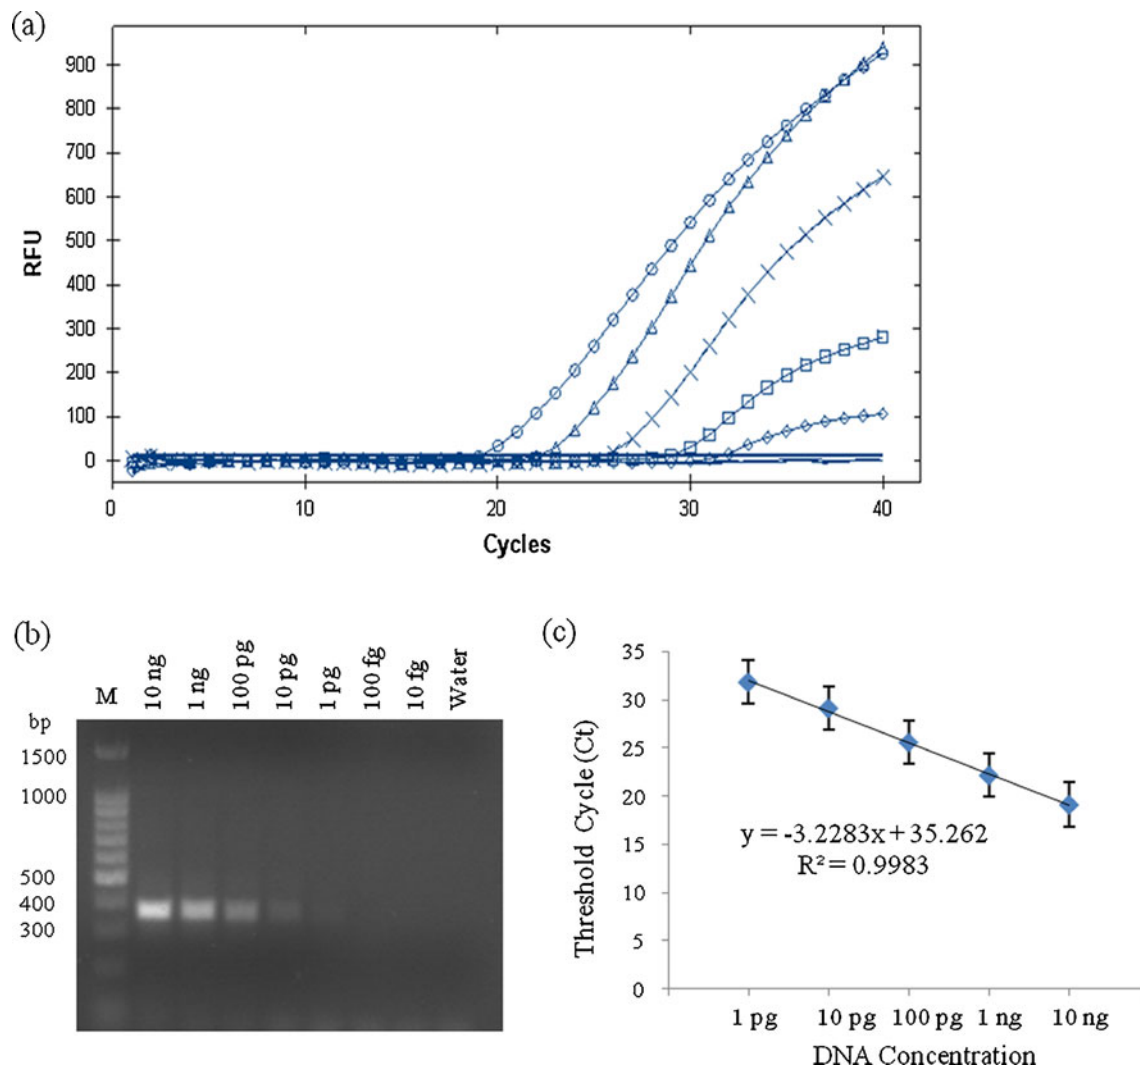 (a)
900
800
700
600
500
400
300
200
100
0
RFU
0 10 20 30 40
Cycles
(b)
M 10 ng 1 ng 100 pg 10 pg 1 pg 100 fg 10 fg Water
bp
1500
1000
500
400
300
(c)
35
30
25
20
15
10
5
0
Threshold Cycle (Ct)
y = -3.2283x + 35.262
R² = 0.9983
1 pg 10 pg 100 pg 1 ng 10 ng
DNA Concentration